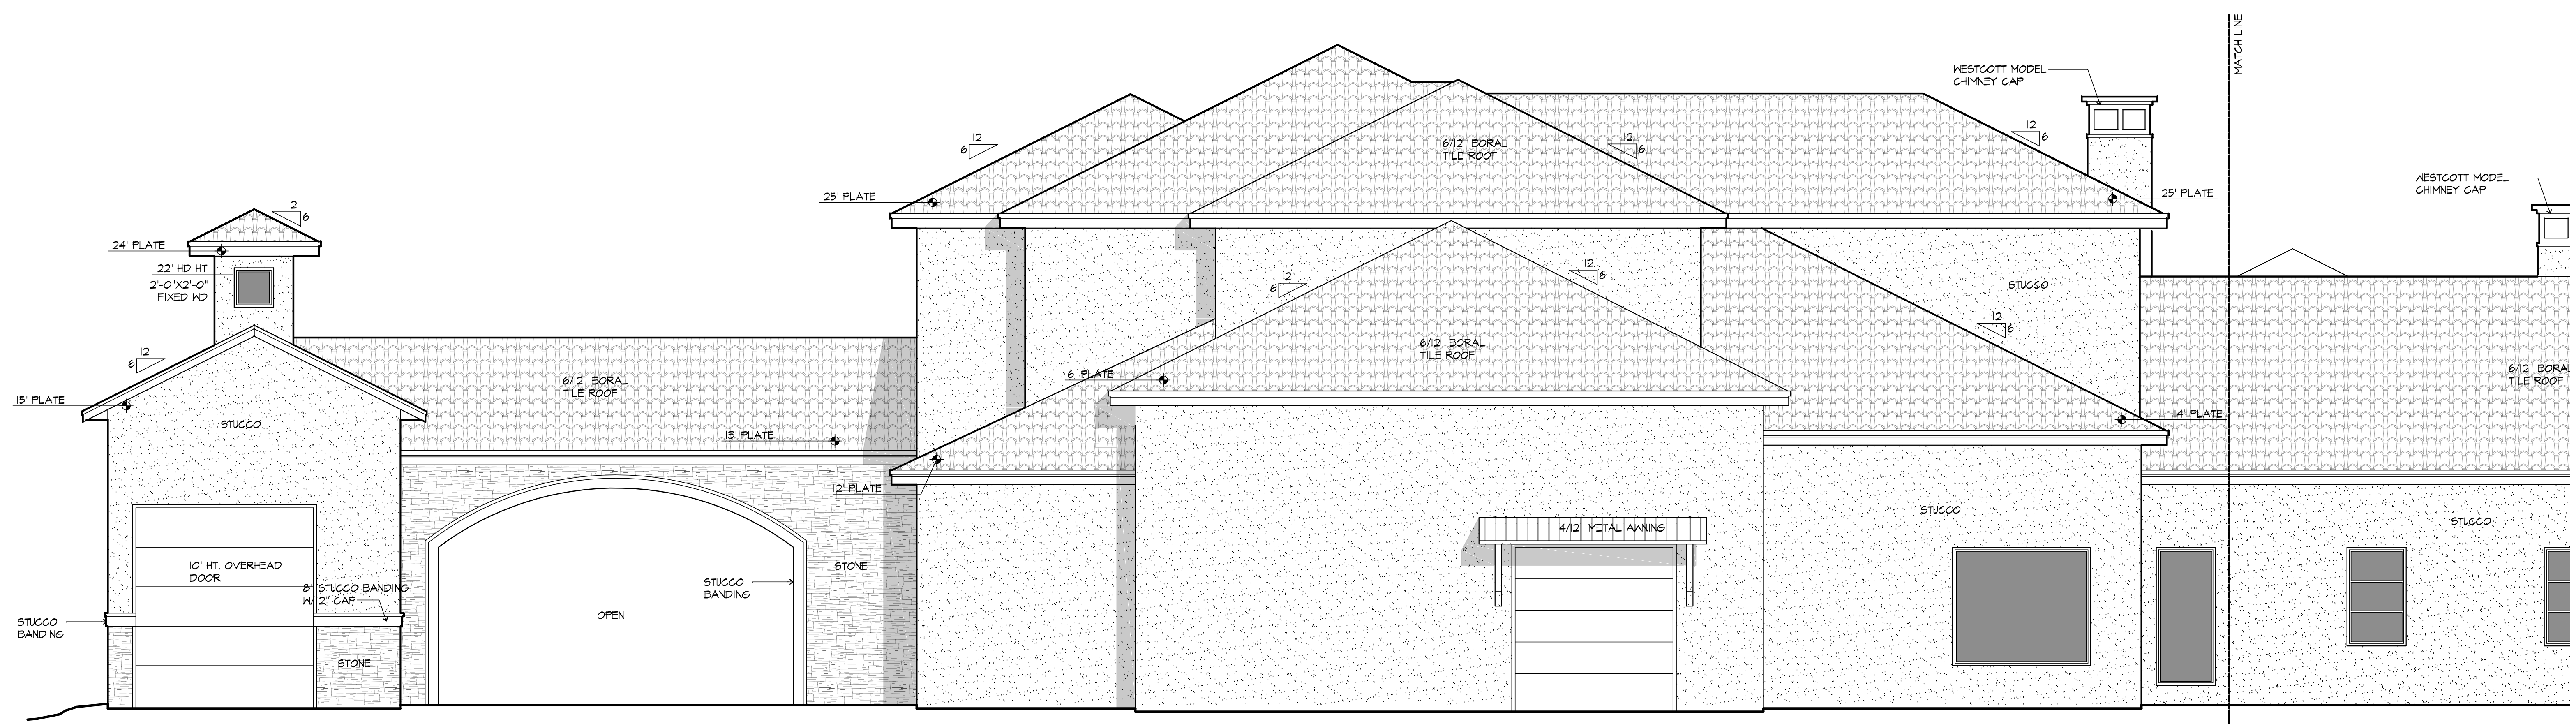 MATCH LINE
WESTCOTT MODEL
CHIMNEY CAP
12
6
12
6
6/12 BORAL
TILE ROOF
12
6
WESTCOTT MODEL
CHIMNEY CAP
25' PLATE
25' PLATE
12
6
24' PLATE
22' HD HT
2'-0"X2'-0"
FIXED WD
12
6
12
6
STUCCO
12
6
12
6
6/12 BORAL
TILE ROOF
16' PLATE
6/12 BORAL
TILE ROOF
6/12 BORAL
TILE ROOF
15' PLATE
STUCCO
13' PLATE
14' PLATE
12' PLATE
STUCCO
STUCCO
4/12 METAL AWNING
10' HT. OVERHEAD
DOOR
8" STUCCO BANDING
W/ 2" CAP
STUCCO
BANDING
STONE
STUCCO
BANDING
OPEN
STONE